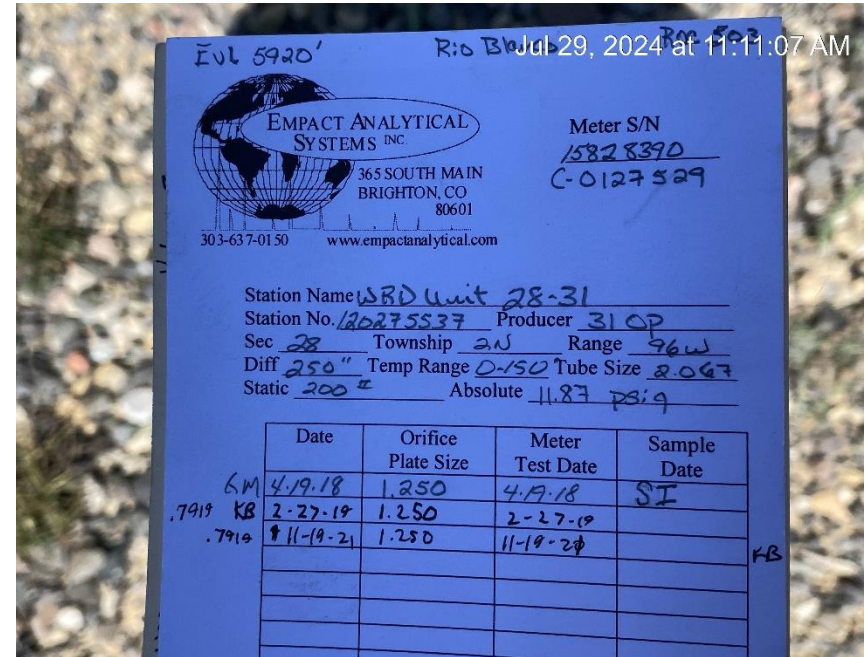 Jul 29, 2024 at 11:11:07 AM
Evl 5920' Rio Blanco RM 503
EMPACT ANALYTICAL
SYSTEMS INC.
365 SOUTH MAIN
BRIGHTON, CO
80601
303-637-0150 www.empactanalytical.com
Meter S/N
15828390
C-0127529
Station Name WRD Unit 28-31
Station No. 120275537 Producer 31 OP
Sec 28 Township 2N Range 96W
Diff 250" Temp Range 0-150 Tube Size 2.067
Static 200# Absolute 11.87 psig
Date Orifice Plate Size Meter Test Date Sample Date
GM 4.19.18 1.250 4.19.18 SI
.7919 KB 2-27-19 1.250 2-27-19
.7919 11-19-21 1.250 11-19-21 KB